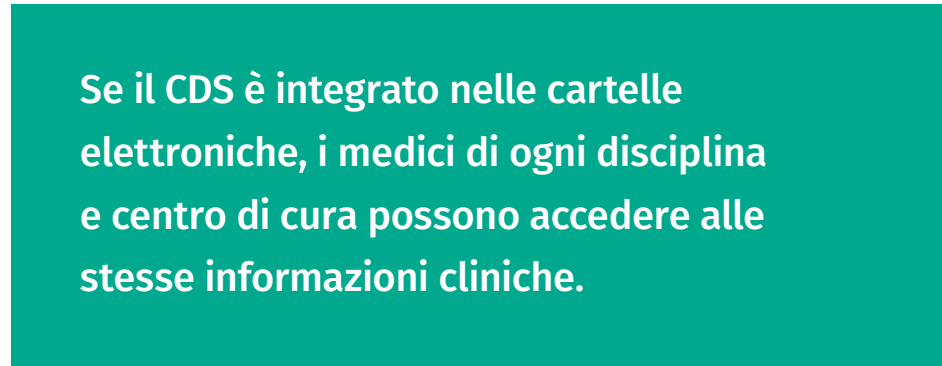 Se il CDS è integrato nelle cartelle
elettroniche, i medici di ogni disciplina
e centro di cura possono accedere alle
stesse informazioni cliniche.